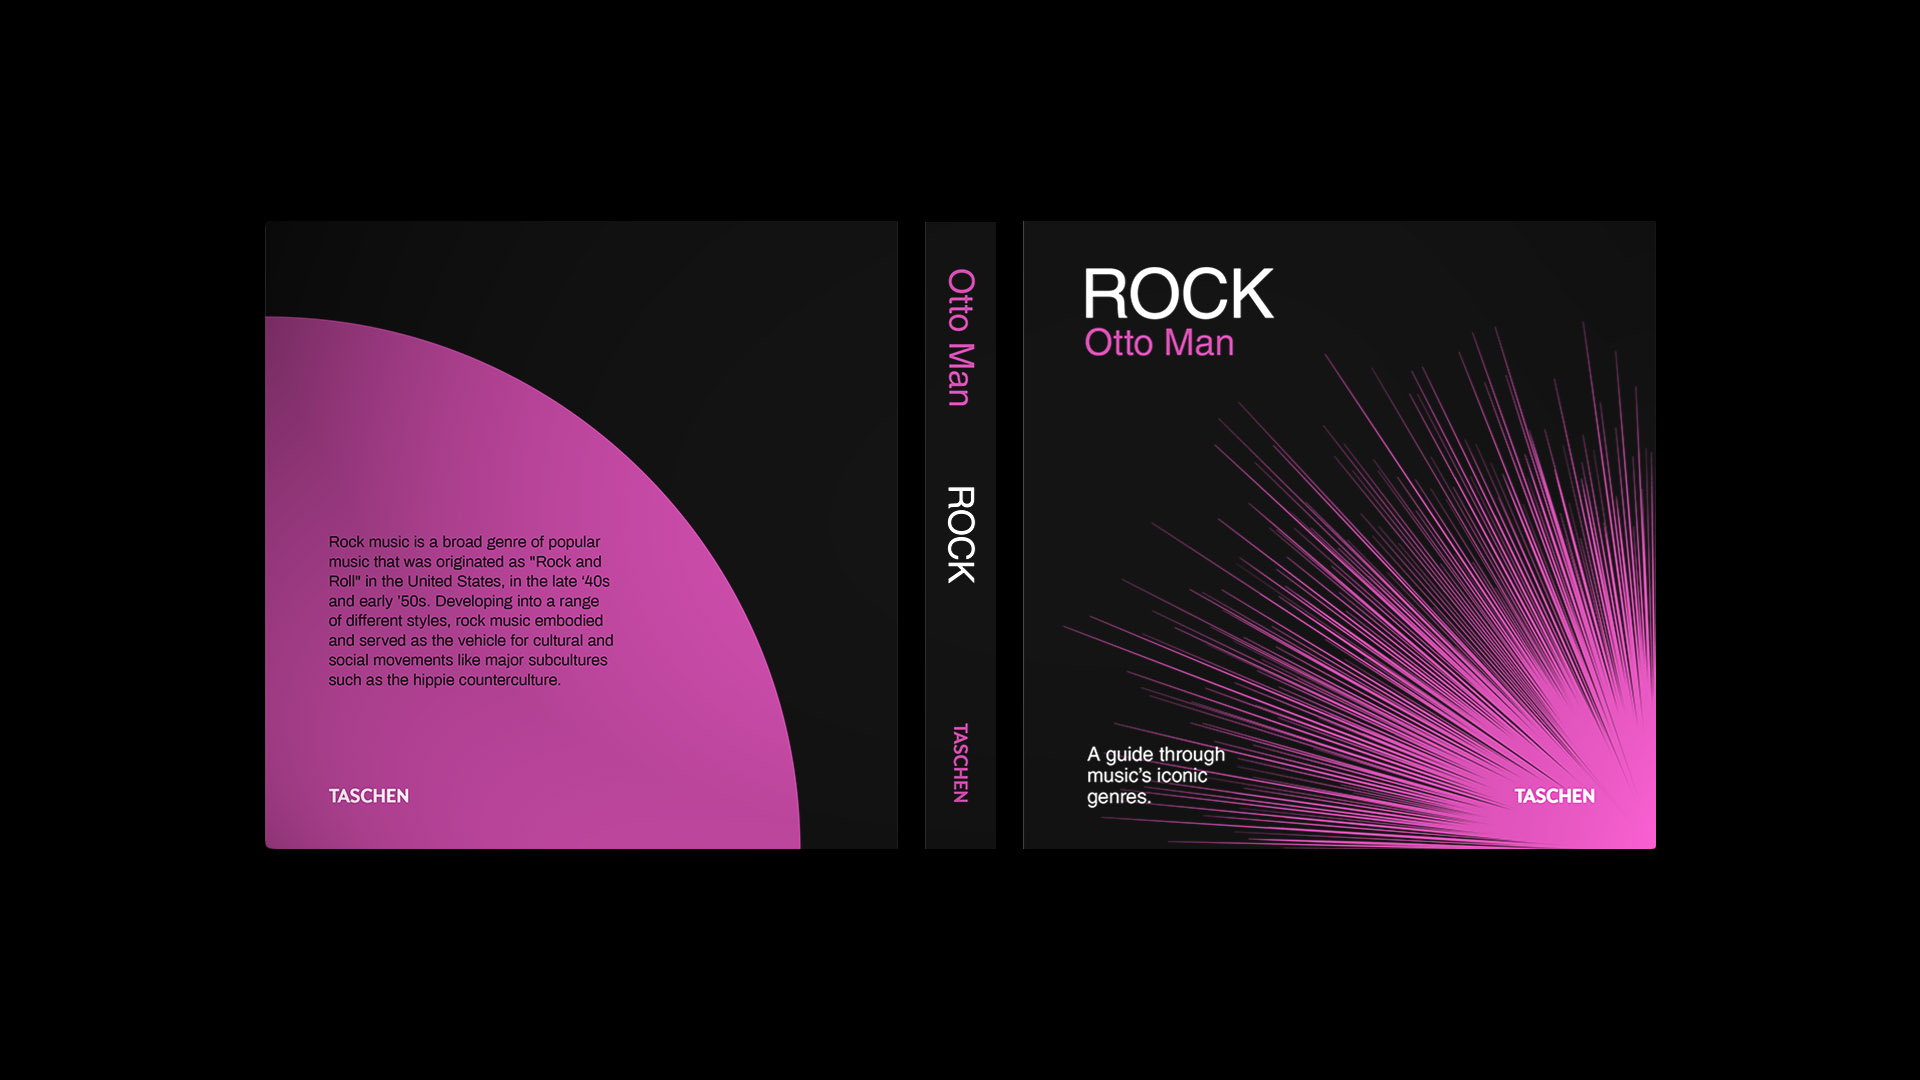 Rock music is a broad genre of popular
music that was originated as "Rock and
Roll" in the United States, in the late ‘40s
and early ’50s. Developing into a range
of different styles, rock music embodied
and served as the vehicle for cultural and
social movements like major subcultures
such as the hippie counterculture.
TASCHEN
Otto Man
ROCK
TASCHEN
ROCK
Otto Man
A guide through
music’s iconic
genres.
TASCHEN